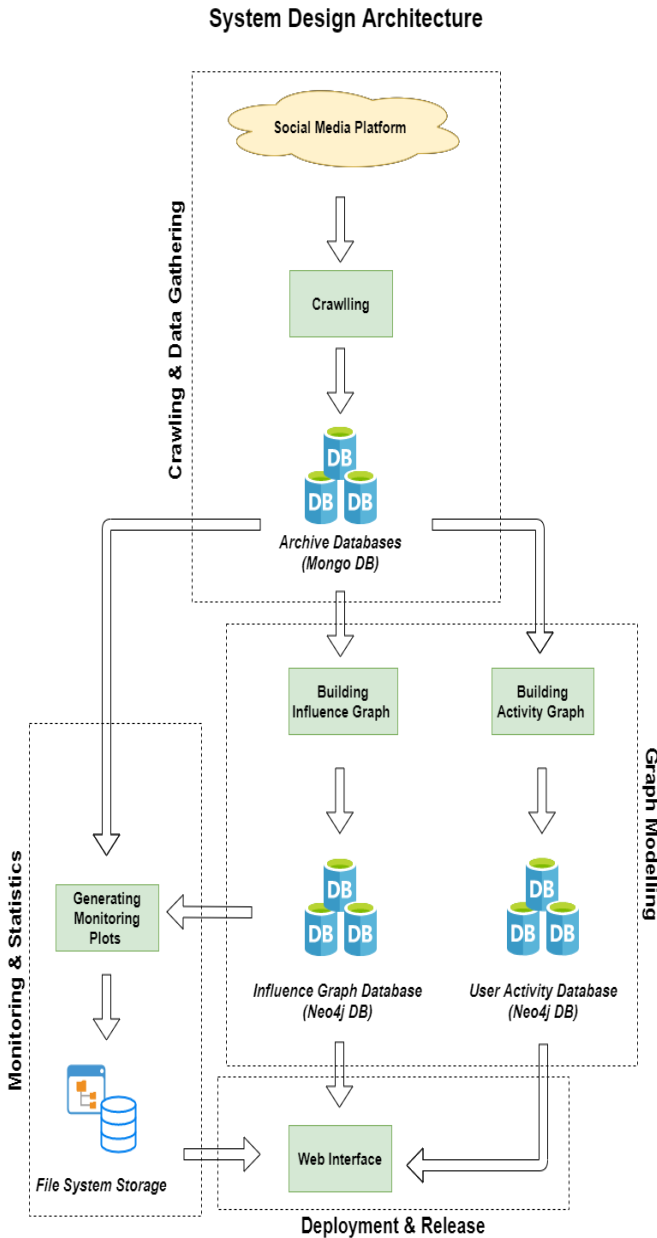 System Design Architecture
Social Media Platform
Crawlling
Crawling & Data Gathering
DB
DB
DB
Archive Databases
(Mongo DB)
Building
Influence Graph
Building
Activity Graph
Graph Modelling
DB
DB
DB
Influence Graph Database
(Neo4j DB)
DB
DB
DB
User Activity Database
(Neo4j DB)
Monitoring & Statistics
Generating
Monitoring
Plots
File System Storage
Web Interface
Deployment & Release